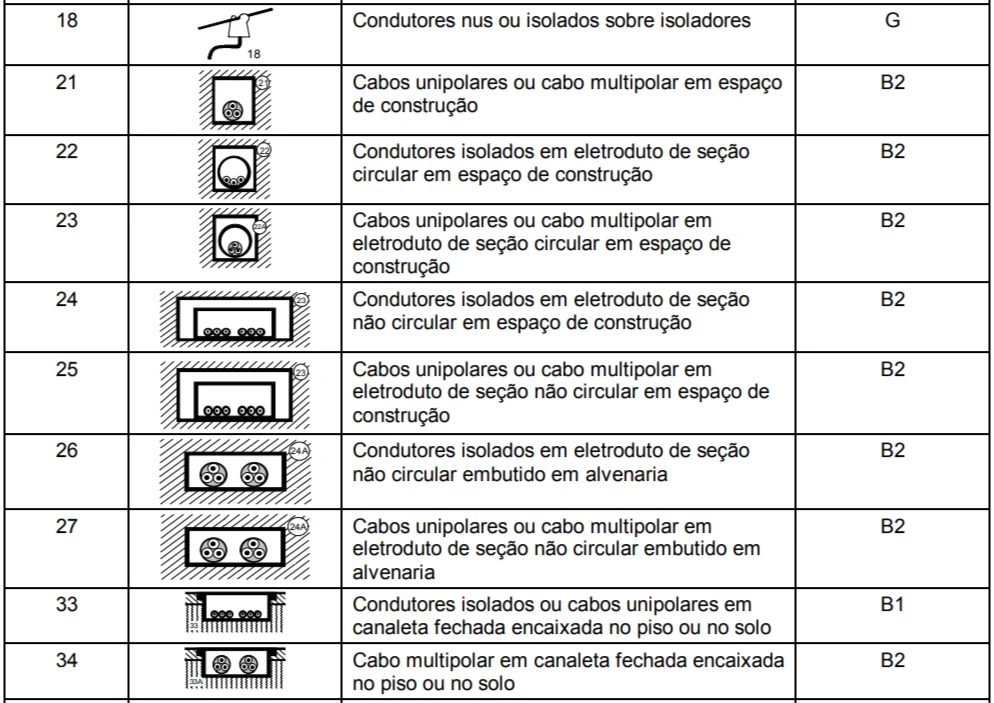 18
18
Condutores nus ou isolados sobre isoladores
G
21
21
Cabos unipolares ou cabo multipolar em espaço
de construção
B2
22
22
Condutores isolados em eletroduto de seção
circular em espaço de construção
B2
23
22A
Cabos unipolares ou cabo multipolar em
eletroduto de seção circular em espaço de
construção
B2
24
23
Condutores isolados em eletroduto de seção
não circular em espaço de construção
B2
25
23
Cabos unipolares ou cabo multipolar em
eletroduto de seção não circular em espaço de
construção
B2
26
24A
Condutores isolados em eletroduto de seção
não circular embutido em alvenaria
B2
27
24A
Cabos unipolares ou cabo multipolar em
eletroduto de seção não circular embutido em
alvenaria
B2
33
33
Condutores isolados ou cabos unipolares em
canaleta fechada encaixada no piso ou no solo
B1
34
33A
Cabo multipolar em canaleta fechada encaixada
no piso ou no solo
B2